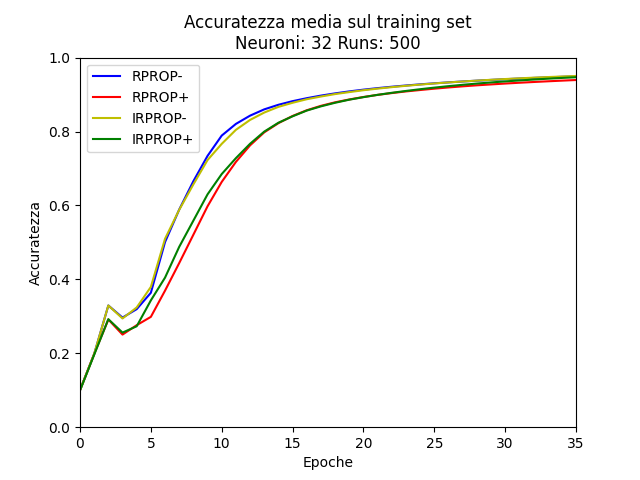 Accuratezza media sul training set
Neuroni: 32 Runs: 500
1.0
0.8
0.6
0.4
0.2
0.0
Accuratezza
RPROP-
RPROP+
IRPROP-
IRPROP+
0 5 10 15 20 25 30 35
Epoche